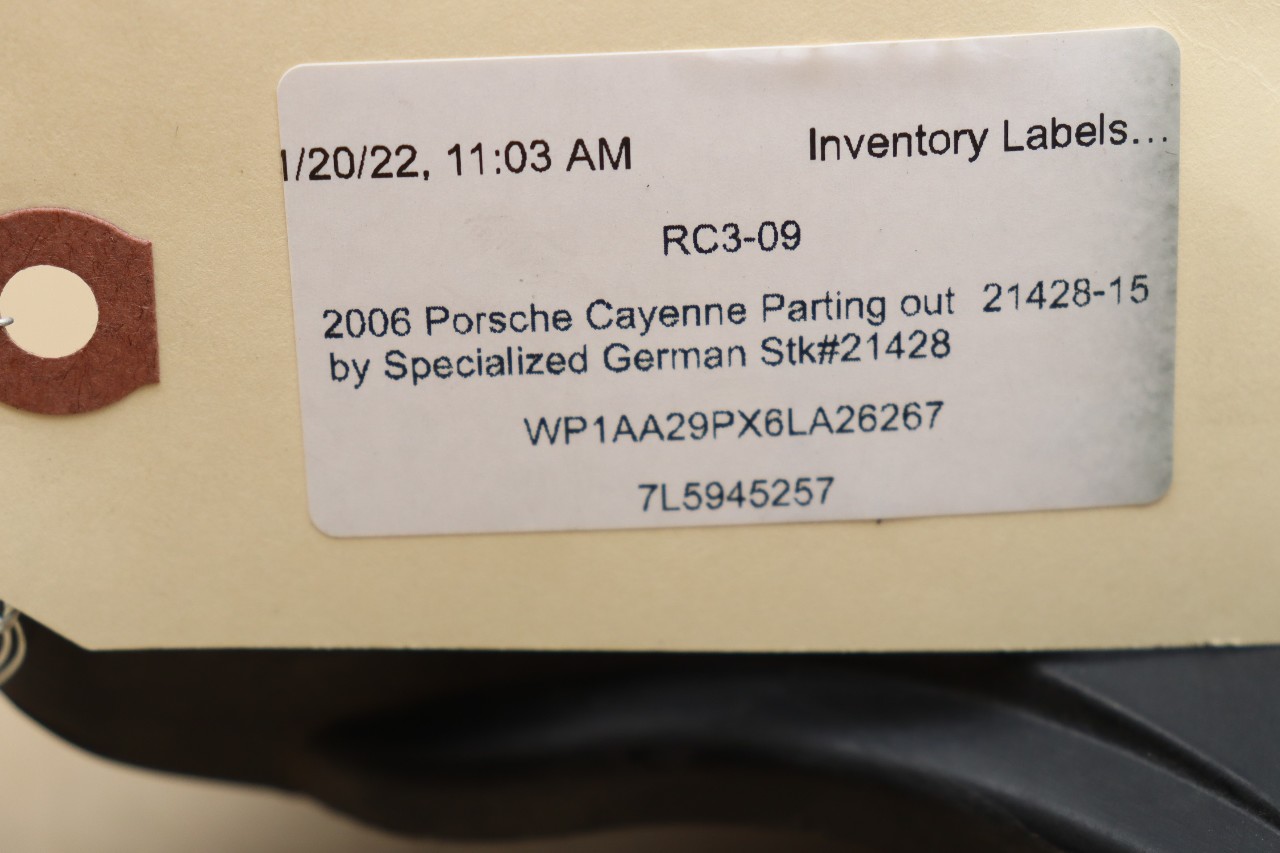 1/20/22, 11:03 AM Inventory Labels...
RC3-09
2006 Porsche Cayenne Parting out 21428-15
by Specialized German Stk#21428
WP1AA29PX6LA26267
7L5945257